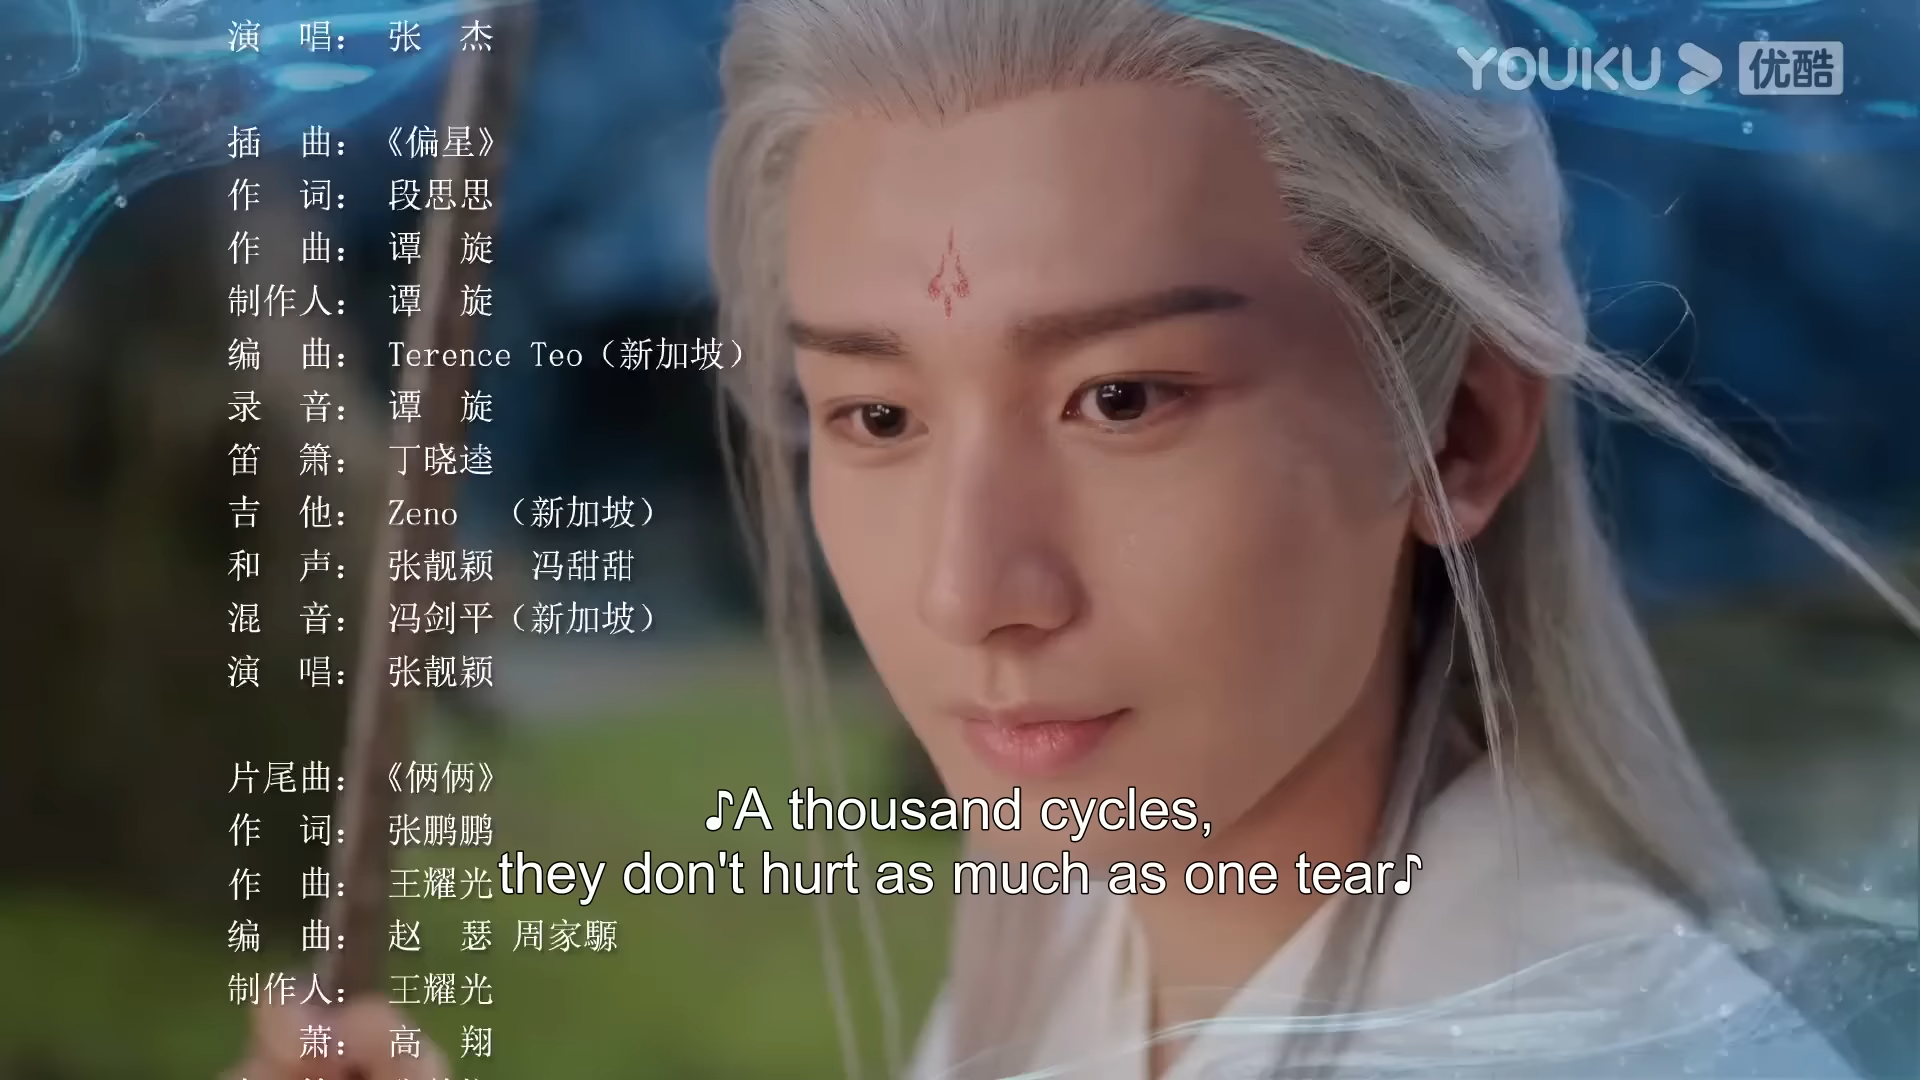 演 唱： 张 杰
YOUKU 优酷
插 曲： 《偏星》
作 词： 段思思
作 曲： 谭 旋
制作人： 谭 旋
编 曲： Terence Teo（新加坡）
录 音： 谭 旋
笛 箫： 丁晓逵
吉 他： Zeno （新加坡）
和 声： 张靓颖 冯甜甜
混 音： 冯剑平（新加坡）
演 唱： 张靓颖
片尾曲： 《俩俩》
作 词： 张鹏鹏
作 曲： 王耀光
编 曲： 赵 瑟 周家驄
制作人： 王耀光
萧： 高 翔
♪A thousand cycles,
they don't hurt as much as one tear♪